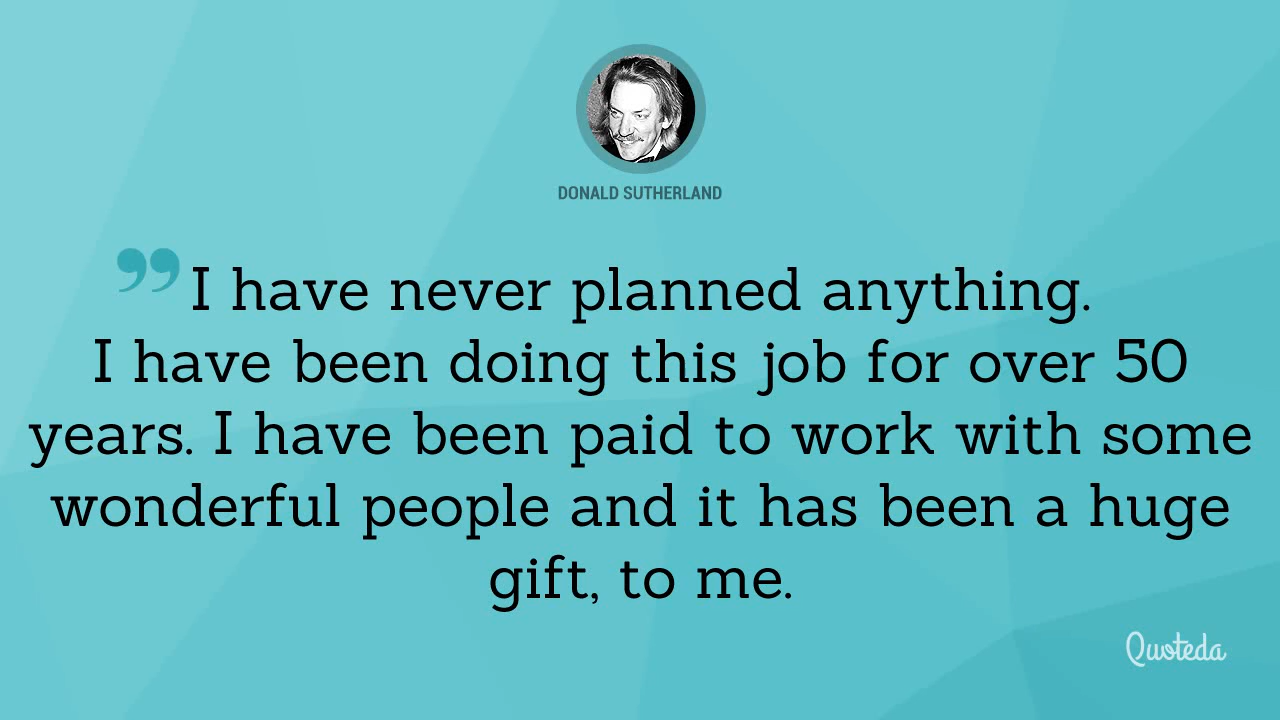 DONALD SUTHERLAND
” I have never planned anything.
I have been doing this job for over 50
years. I have been paid to work with some
wonderful people and it has been a huge
gift, to me.
Quoteda